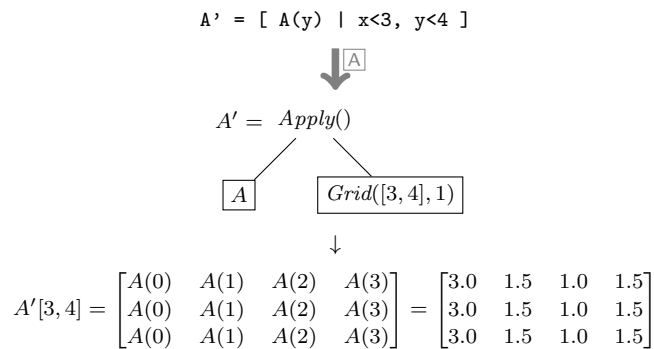 A' = [ A(y) | x<3, y<4 ]
A
A′ = Apply()
A Grid([3, 4], 1)
↓
A′[3, 4] = [A(0) A(1) A(2) A(3)] = [3.0 1.5 1.0 1.5]
[A(0) A(1) A(2) A(3)] [3.0 1.5 1.0 1.5]
[A(0) A(1) A(2) A(3)] [3.0 1.5 1.0 1.5]